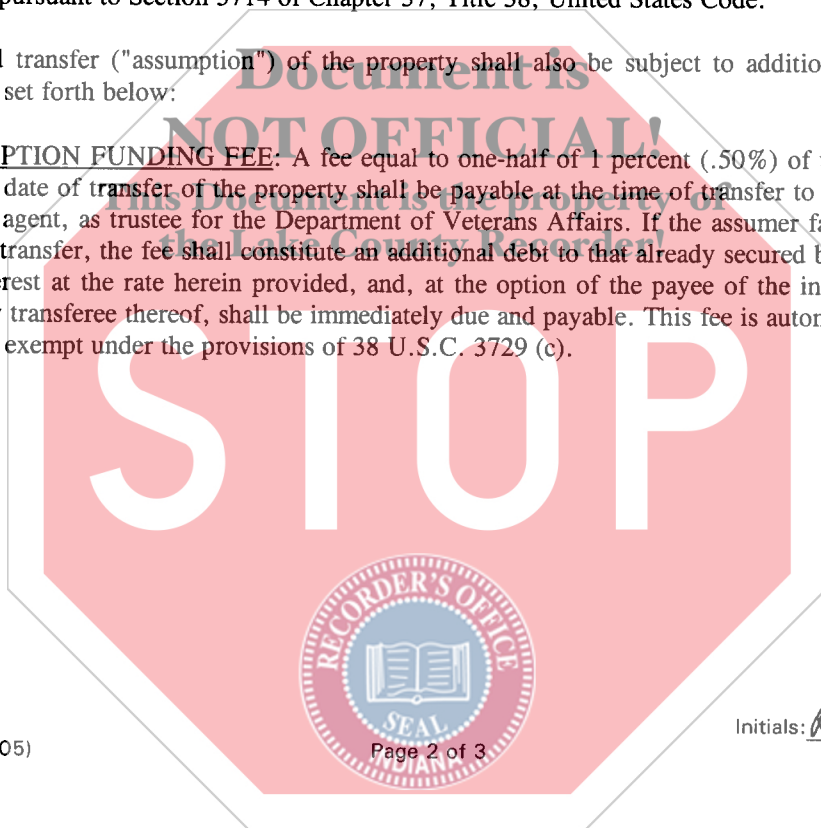 pursuant to Section 3714 of Chapter 37, Title 38, United States Code.
transfer ("assumption") of the property shall also be subject to additio
set forth below:
Document is
NOT OFFICIAL!
This Document is the property of
the Lake County Recorder!
PTION FUNDING FEE: A fee equal to one-half of 1 percent (.50%) of
date of transfer of the property shall be payable at the time of transfer to
agent, as trustee for the Department of Veterans Affairs. If the assumer fa
transfer, the fee shall constitute an additional debt to that already secured b
rest at the rate herein provided, and, at the option of the payee of the in
transferee thereof, shall be immediately due and payable. This fee is autom
exempt under the provisions of 38 U.S.C. 3729 (c).
STOP
RECORDER'S OFFICE
SEAL
INDIANA
Initials:
05)
Page 2 of 3